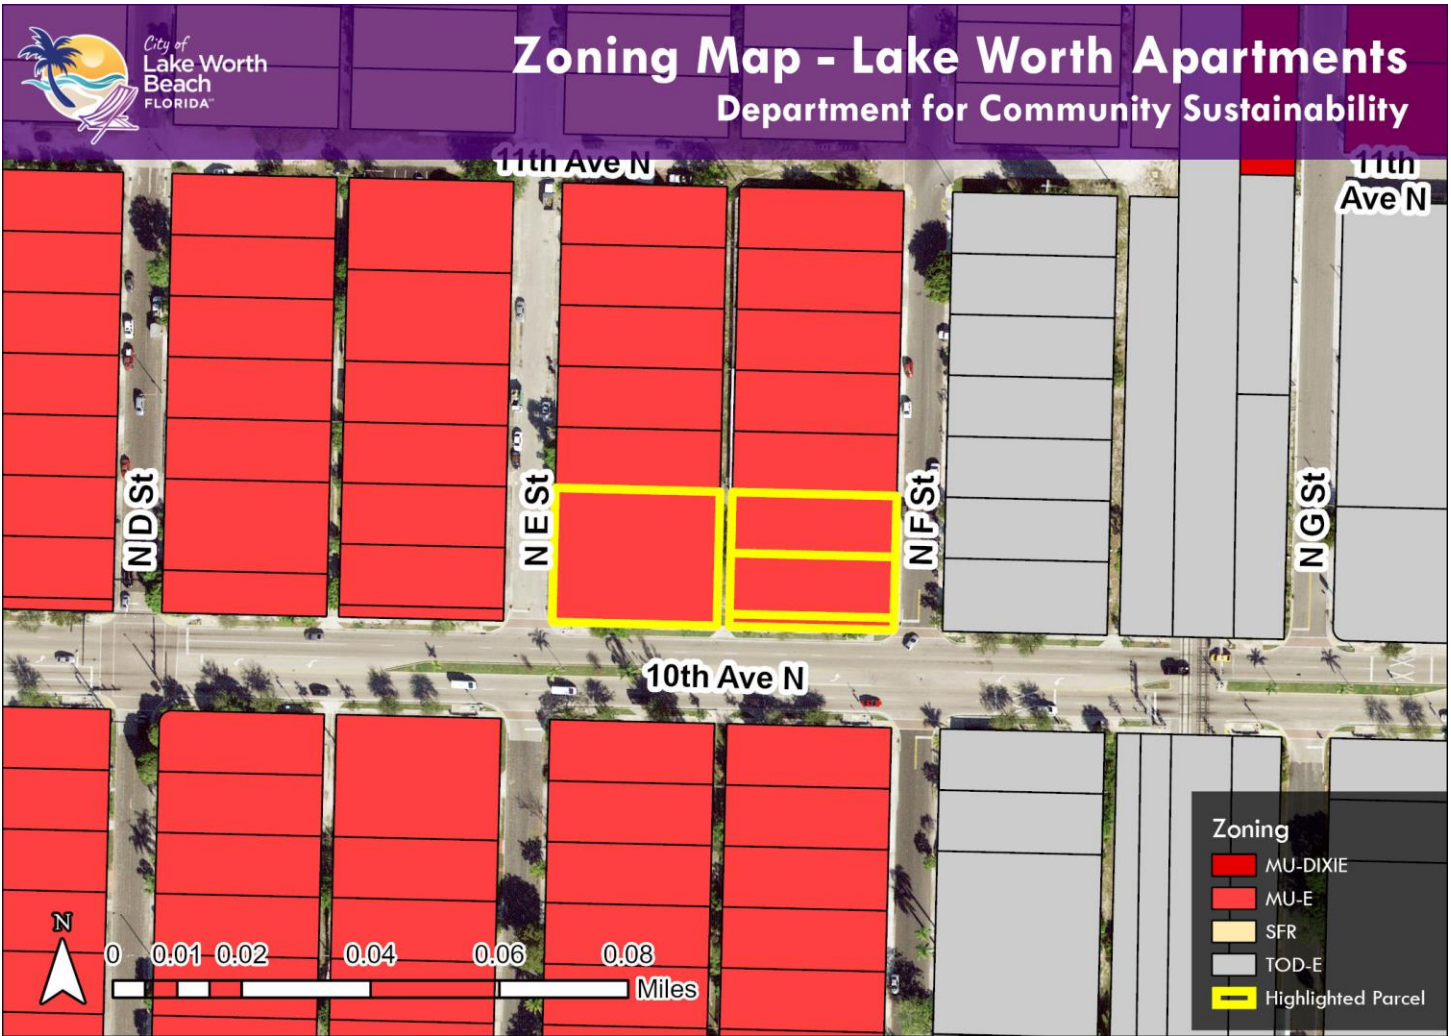 City of
Lake Worth
Beach
FLORIDA™
Zoning Map - Lake Worth Apartments
Department for Community Sustainability
11th Ave N
11th
Ave N
N D St
N E St
N F St
N G St
10th Ave N
Zoning
MU-DIXIE
MU-E
SFR
TOD-E
Highlighted Parcel
N
0 0.01 0.02 0.04 0.06 0.08
Miles